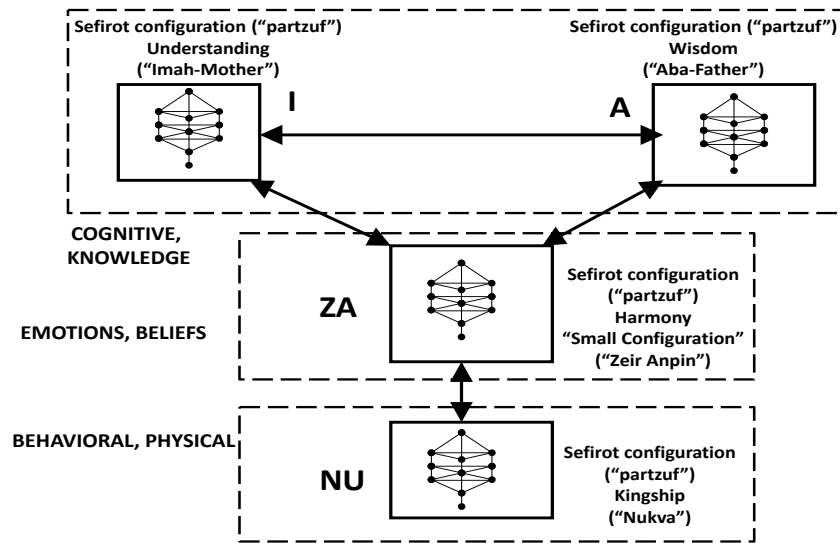 Sefirot configuration (“partzuf”)
Understanding
(“Imah-Mother”)
Sefirot configuration (“partzuf”)
Wisdom
(“Aba-Father”)
I
A
COGNITIVE,
KNOWLEDGE
ZA
Sefirot configuration
(“partzuf”)
Harmony
“Small Configuration”
(“Zeir Anpin”)
EMOTIONS, BELIEFS
BEHAVIORAL, PHYSICAL
NU
Sefirot configuration
(“partzuf”)
Kingship
(“Nukva”)